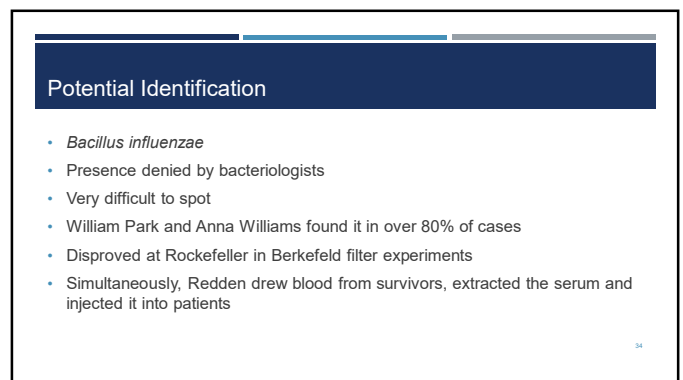 Potential Identification
• Bacillus influenzae
• Presence denied by bacteriologists
• Very difficult to spot
• William Park and Anna Williams found it in over 80% of cases
• Disproved at Rockefeller in Berkefeld filter experiments
• Simultaneously, Redden drew blood from survivors, extracted the serum and
injected it into patients
34